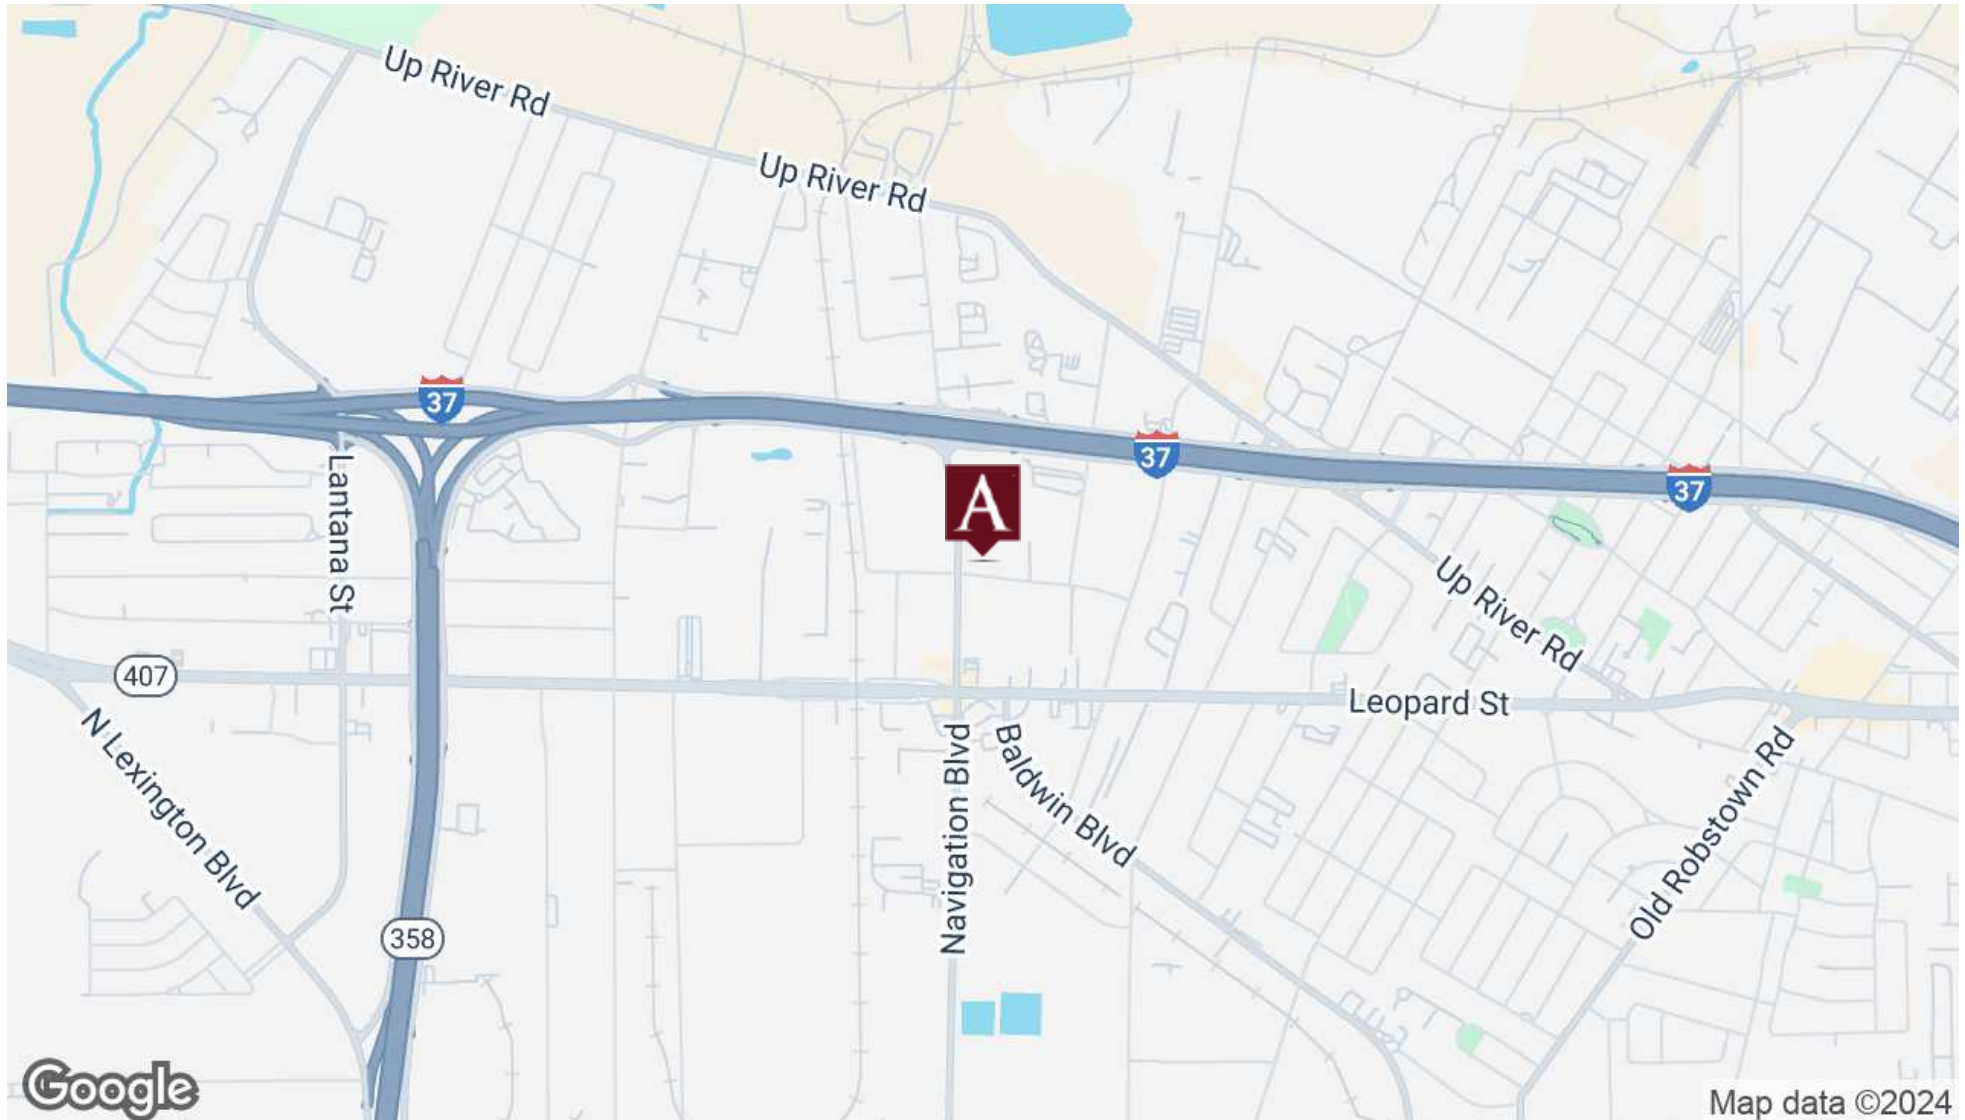 Up River Rd
Up River Rd
37
37
37
A
Lantana St
Up River Rd
407
Leopard St
N Lexington Blvd
Navigation Blvd
Baldwin Blvd
Old Robstown Rd
358
Google
Map data ©2024